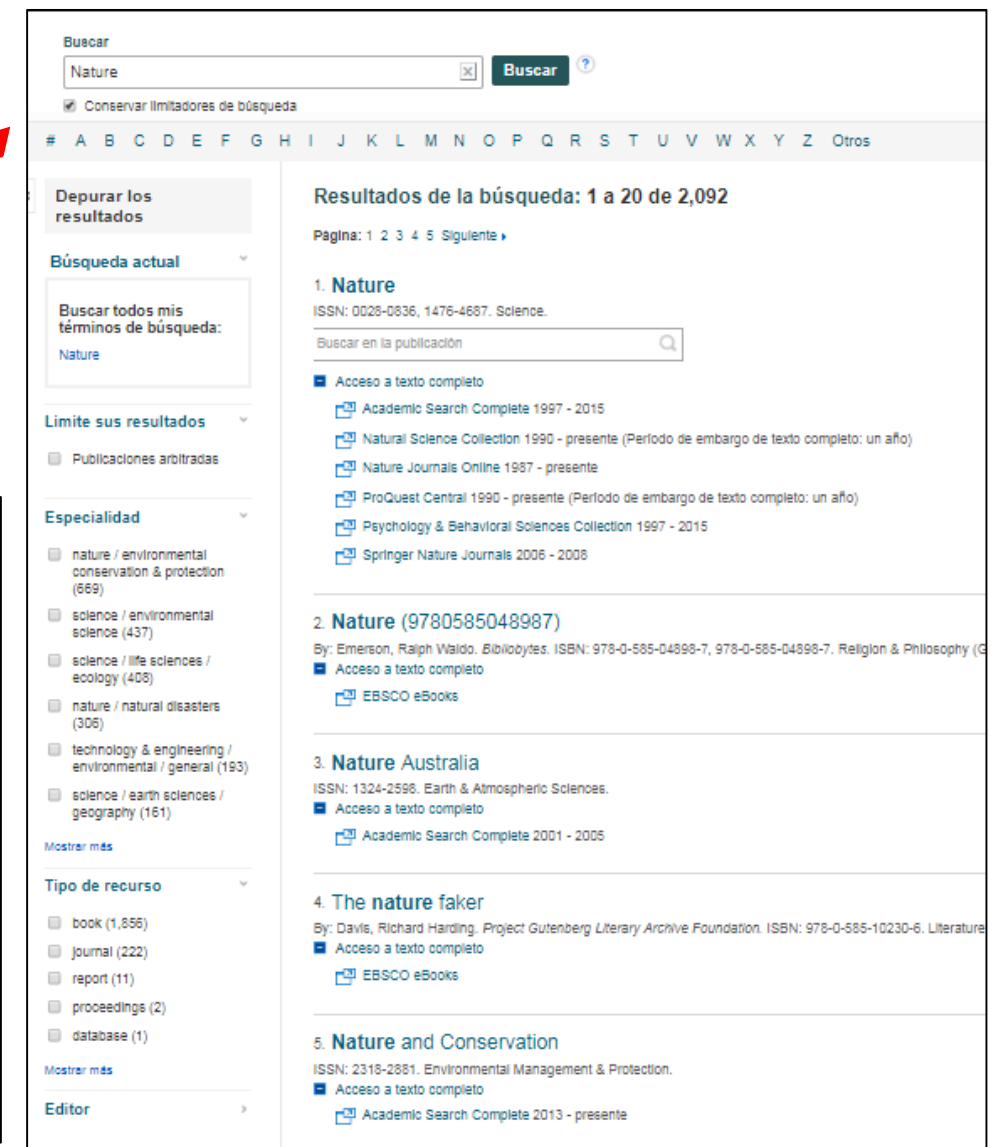 Buscar
Nature
Buscar
Conservar limitadores de búsqueda
# A B C D E F G H I J K L M N O P Q R S T U V W X Y Z Otros
Depurar los
resultados
Búsqueda actual
Buscar todos mis
términos de búsqueda:
Nature
Limite sus resultados
Publicaciones arbitradas
Especialidad
nature / environmental
conservation & protection
(669)
science / environmental
science (437)
science / life sciences /
ecology (408)
nature / natural disasters
(306)
technology & engineering /
environmental / general (193)
science / earth sciences /
geography (161)
Mostrar más
Tipo de recurso
book (1,856)
journal (222)
report (11)
proceedings (2)
database (1)
Mostrar más
Editor
Resultados de la búsqueda: 1 a 20 de 2,092
Página: 1 2 3 4 5 Siguiente
1. Nature
ISSN: 0028-0836, 1476-4687. Science.
Buscar en la publicación
Acceso a texto completo
Academic Search Complete 1997 - 2015
Natural Science Collection 1990 - presente (Período de embargo de texto completo: un año)
Nature Journals Online 1987 - presente
ProQuest Central 1990 - presente (Período de embargo de texto completo: un año)
Psychology & Behavioral Sciences Collection 1997 - 2015
Springer Nature Journals 2006 - 2008
2. Nature (9780585048987)
By: Emerson, Ralph Waldo. Bibliobytes. ISBN: 978-0-585-04898-7, 978-0-585-04898-7. Religion & Philosophy (G
Acceso a texto completo
EBSCO eBooks
3. Nature Australia
ISSN: 1324-2598. Earth & Atmospheric Sciences.
Acceso a texto completo
Academic Search Complete 2001 - 2005
4. The nature faker
By: Davis, Richard Harding. Project Gutenberg Literary Archive Foundation. ISBN: 978-0-585-10230-6. Literature
Acceso a texto completo
EBSCO eBooks
5. Nature and Conservation
ISSN: 2318-2881. Environmental Management & Protection.
Acceso a texto completo
Academic Search Complete 2013 - presente